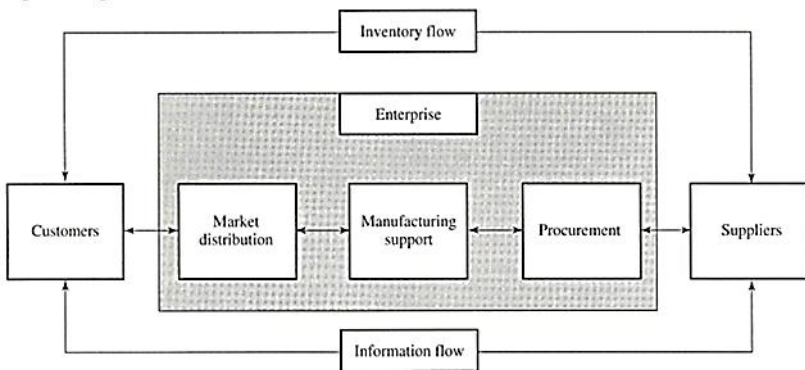 Inventory flow
Enterprise
Customers
Market
distribution
Manufacturing
support
Procurement
Suppliers
Information flow